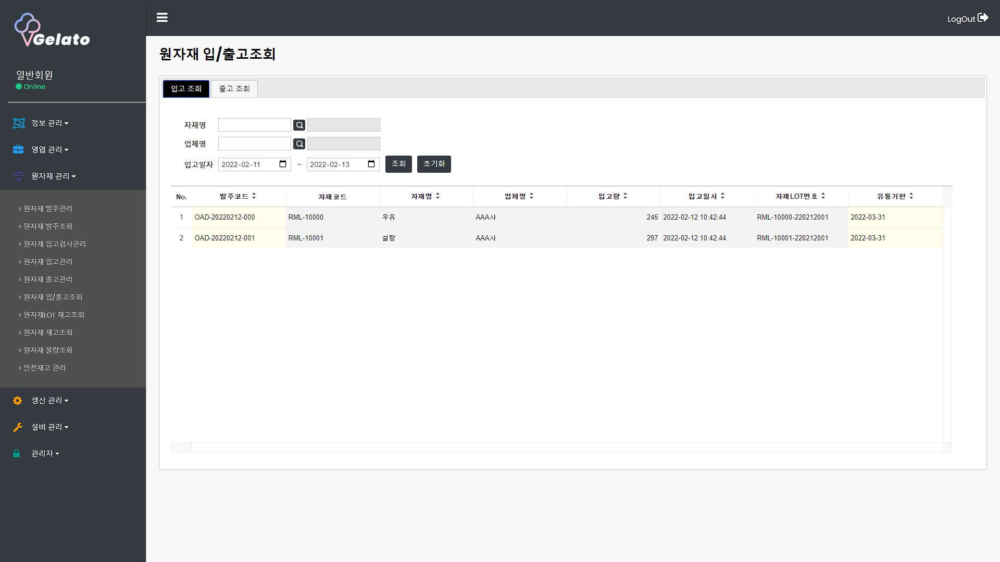 Gelato
일반회원
Online
정보 관리
영업 관리
원자재 관리
> 원자재 발주관리
> 원자재 발주조회
> 원자재 입고검사관리
> 원자재 입고관리
> 원자재 출고관리
> 원자재 입/출고조회
> 원자재LOT 재고조회
> 원자재 재고조회
> 원자재 불량조회
> 안전재고 관리
생산 관리
설비 관리
관리자
LogOut
원자재 입/출고조회
입고 조회 출고 조회
자재명
업체명
입고일자 2022-02-11 ~ 2022-02-13 조회 초기화
No. 발주코드 자재코드 자재명 업체명 입고량 입고일시 자재LOT번호 유통기한
1 OAD-20220212-000 RML-10000 우유 AAA사 245 2022-02-12 10:42:44 RML-10000-220212001 2022-03-31
2 OAD-20220212-001 RML-10001 설탕 AAA사 297 2022-02-12 10:42:44 RML-10001-220212001 2022-03-31